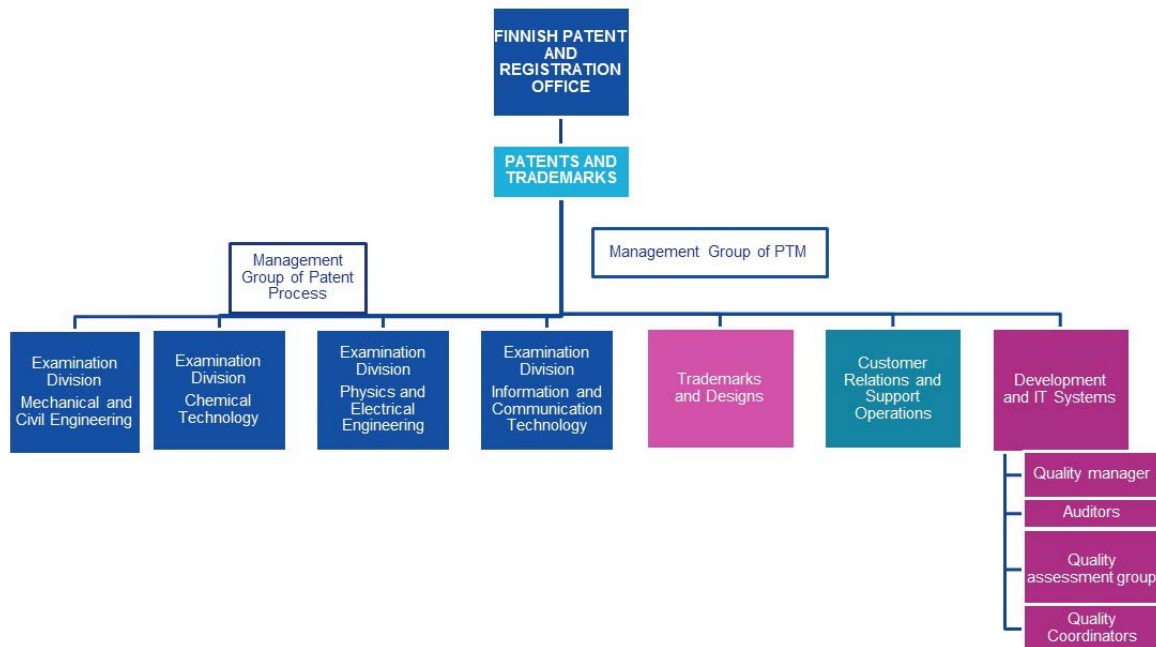 FINNISH PATENT
AND
REGISTRATION
OFFICE
PATENTS AND
TRADEMARKS
Management
Group of Patent
Process
Management Group of PTM
Examination
Division
Mechanical and
Civil Engineering
Examination
Division
Chemical
Technology
Examination
Division
Physics and
Electrical
Engineering
Examination
Division
Information and
Communication
Technology
Trademarks
and Designs
Customer
Relations and
Support
Operations
Development
and IT Systems
Quality manager
Auditors
Quality
assessment group
Quality
Coordinators